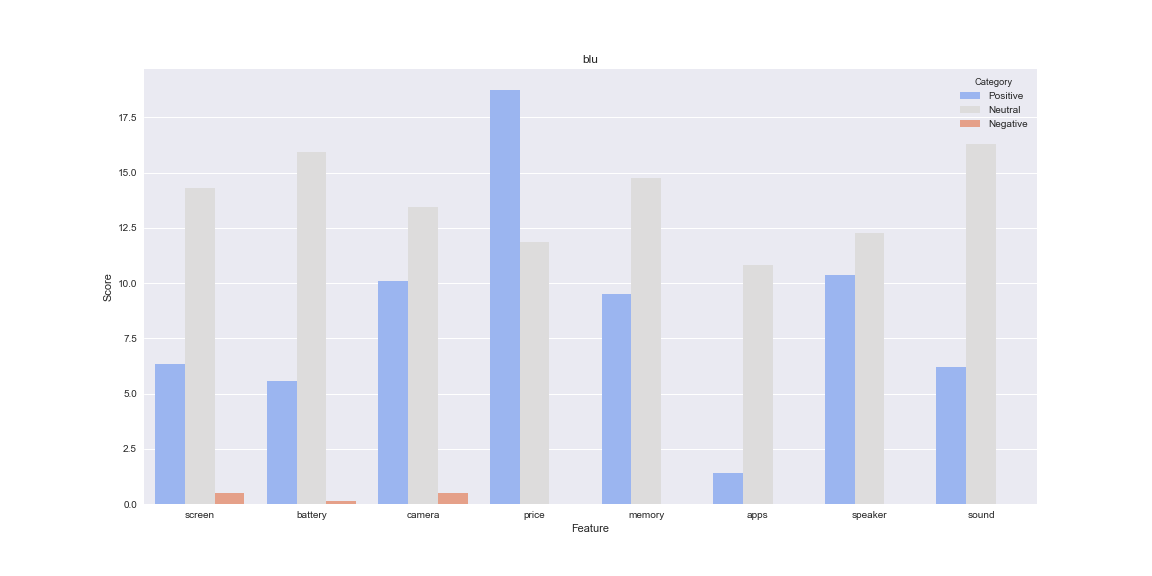 blu
Category
Positive
Neutral
Negative
17.5
15.0
12.5
10.0
7.5
5.0
2.5
0.0
Score
screen battery camera price memory apps speaker sound
Feature